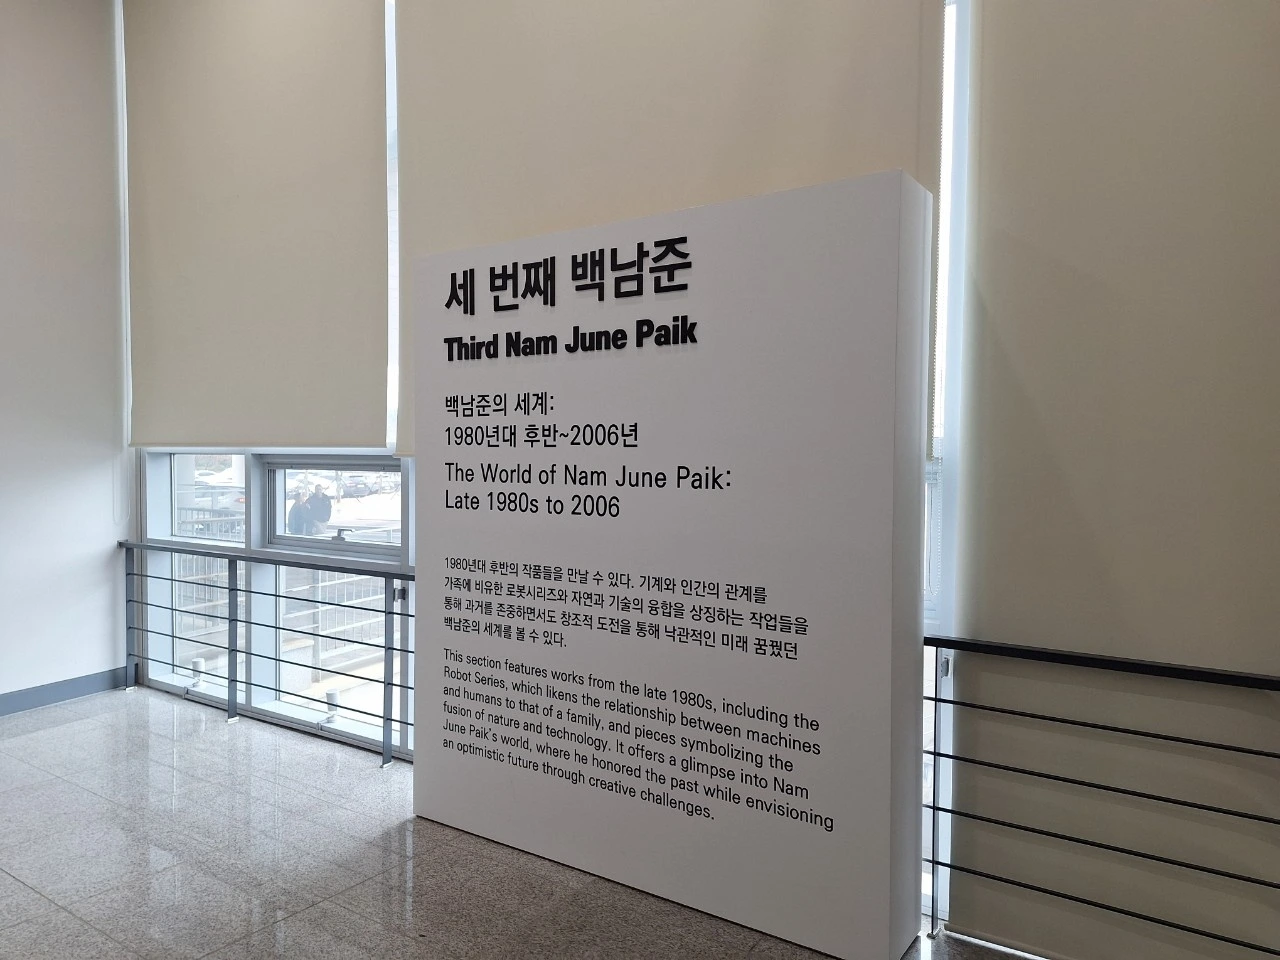 세 번째 백남준
Third Nam June Paik
백남준의 세계:
1980년대 후반~2006년
The World of Nam June Paik:
Late 1980s to 2006
1980년대 후반의 작품들을 만날 수 있다. 기계와 인간의 관계를
가족에 비유한 로봇시리즈와 자연과 기술의 융합을 상징하는 작업들을
통해 과거를 존중하면서도 창조적 도전을 통해 낙관적인 미래 꿈꿨던
백남준의 세계를 볼 수 있다.
This section features works from the late 1980s, including the
Robot Series, which likens the relationship between machines
and humans to that of a family, and pieces symbolizing the
fusion of nature and technology. It offers a glimpse into Nam
June Paik's world, where he honored the past while envisioning
an optimistic future through creative challenges.